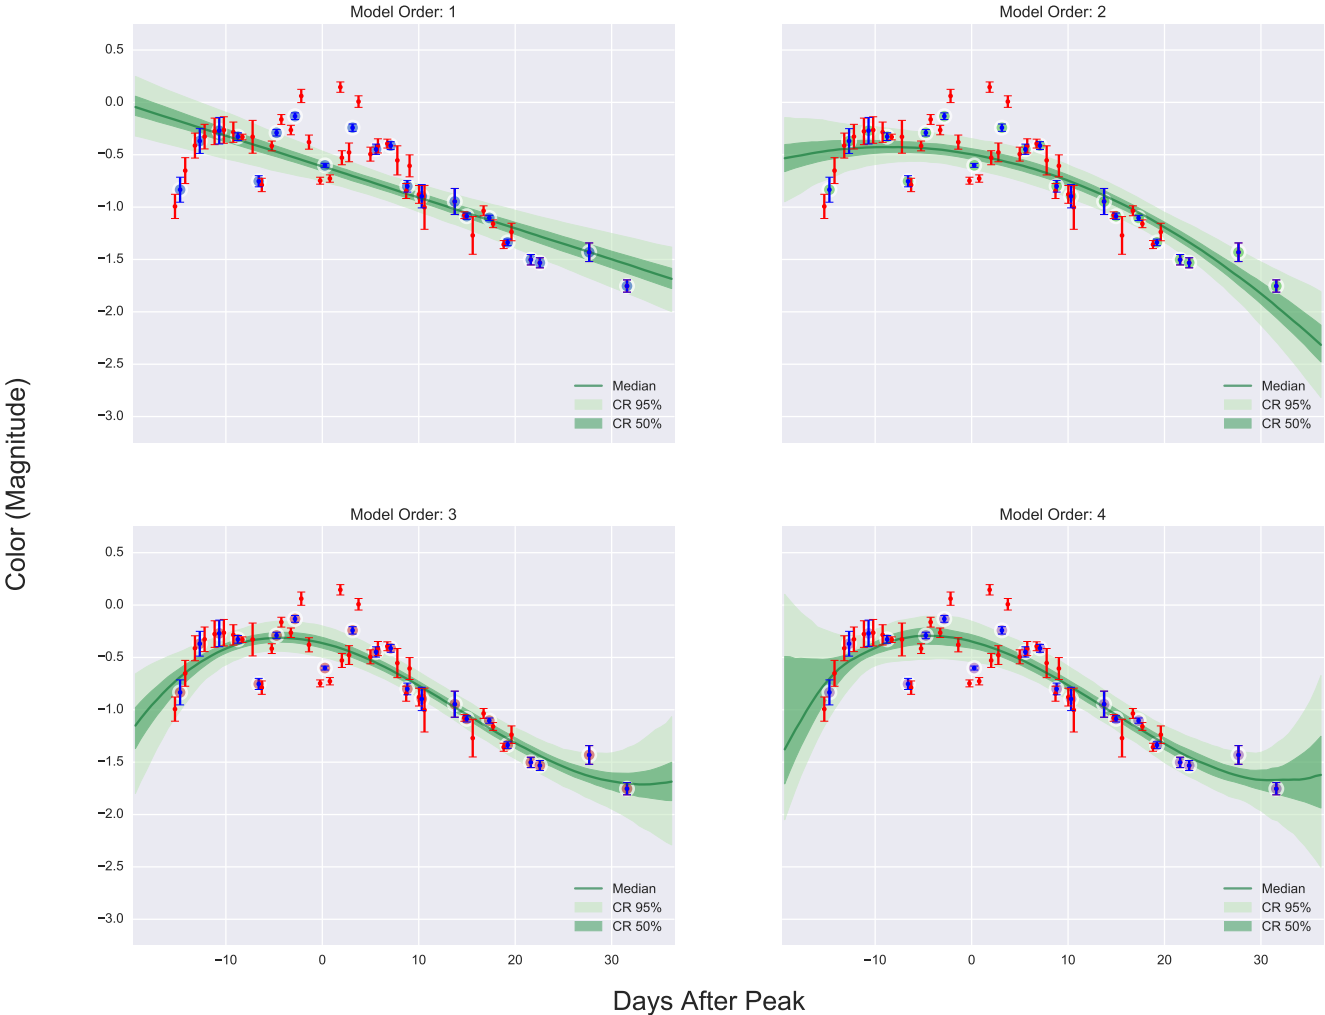 Model Order: 1
Model Order: 2
0.5
0.0
−0.5
−1.0
−1.5
−2.0
−2.5
−3.0
Median
CR 95%
CR 50%
Median
CR 95%
CR 50%
Color (Magnitude)
Model Order: 3
Model Order: 4
0.5
0.0
−0.5
−1.0
−1.5
−2.0
−2.5
−3.0
Median
CR 95%
CR 50%
Median
CR 95%
CR 50%
−10 0 10 20 30
−10 0 10 20 30
Days After Peak